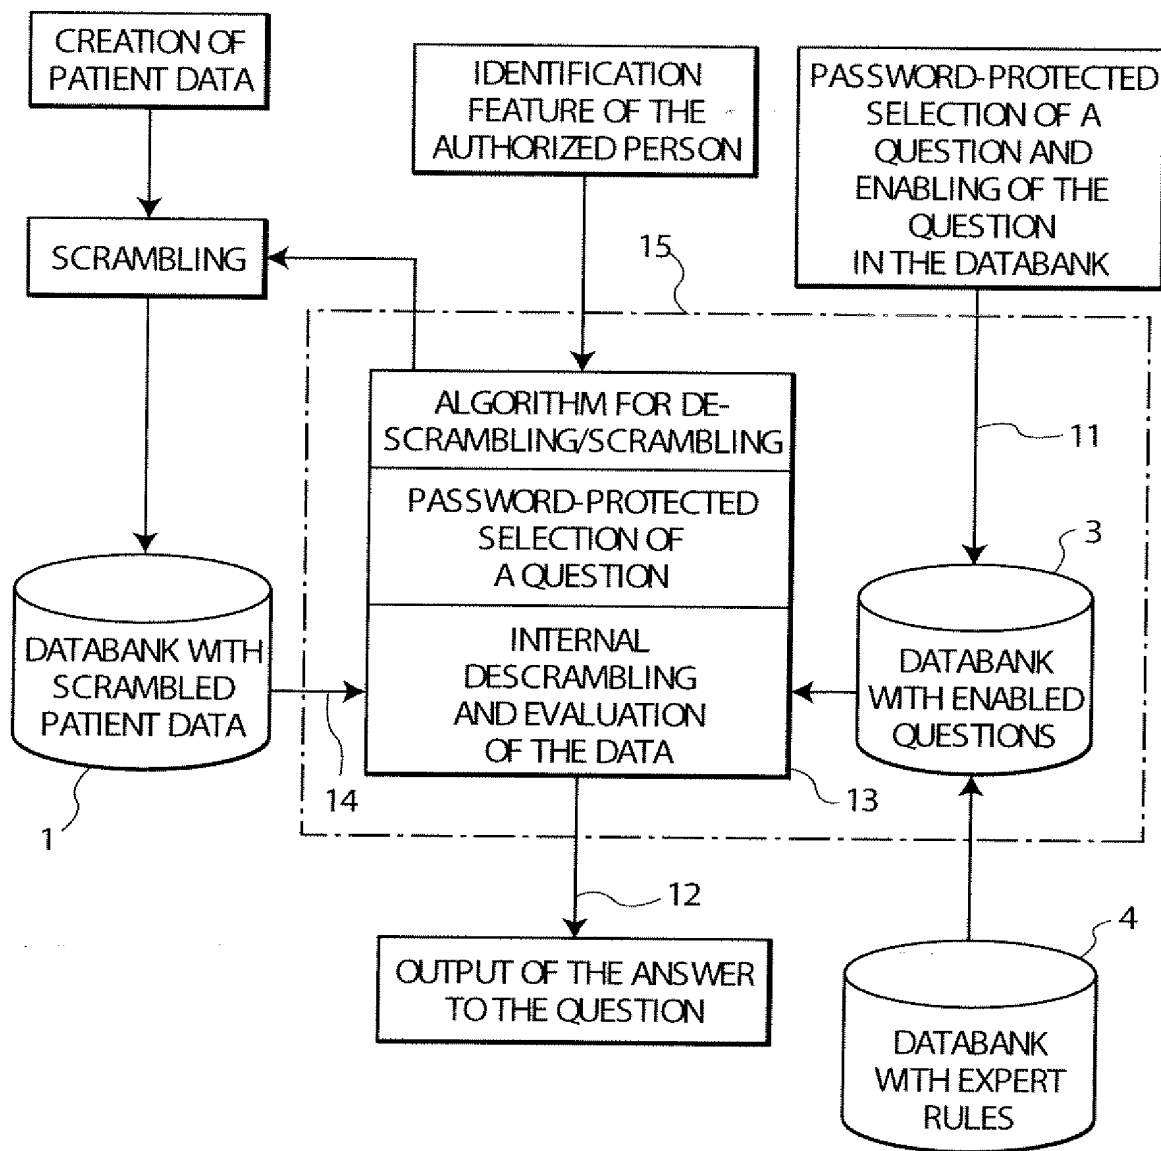 CREATION OF
PATIENT DATA
IDENTIFICATION
FEATURE OF THE
AUTHORIZED PERSON
PASSWORD-PROTECTED
SELECTION OF A
QUESTION AND
ENABLING OF THE
QUESTION
IN THE DATABANK
SCRAMBLING
15
ALGORITHM FOR DE-
SCRAMBLING/SCRAMBLING
11
PASSWORD-PROTECTED
SELECTION OF
A QUESTION
3
DATABANK WITH
SCRAMBLED
PATIENT DATA
INTERNAL
DESCRAMBLING
AND EVALUATION
OF THE DATA
DATABANK
WITH ENABLED
QUESTIONS
14
13
1
12
4
OUTPUT OF THE ANSWER
TO THE QUESTION
DATABANK
WITH EXPERT
RULES